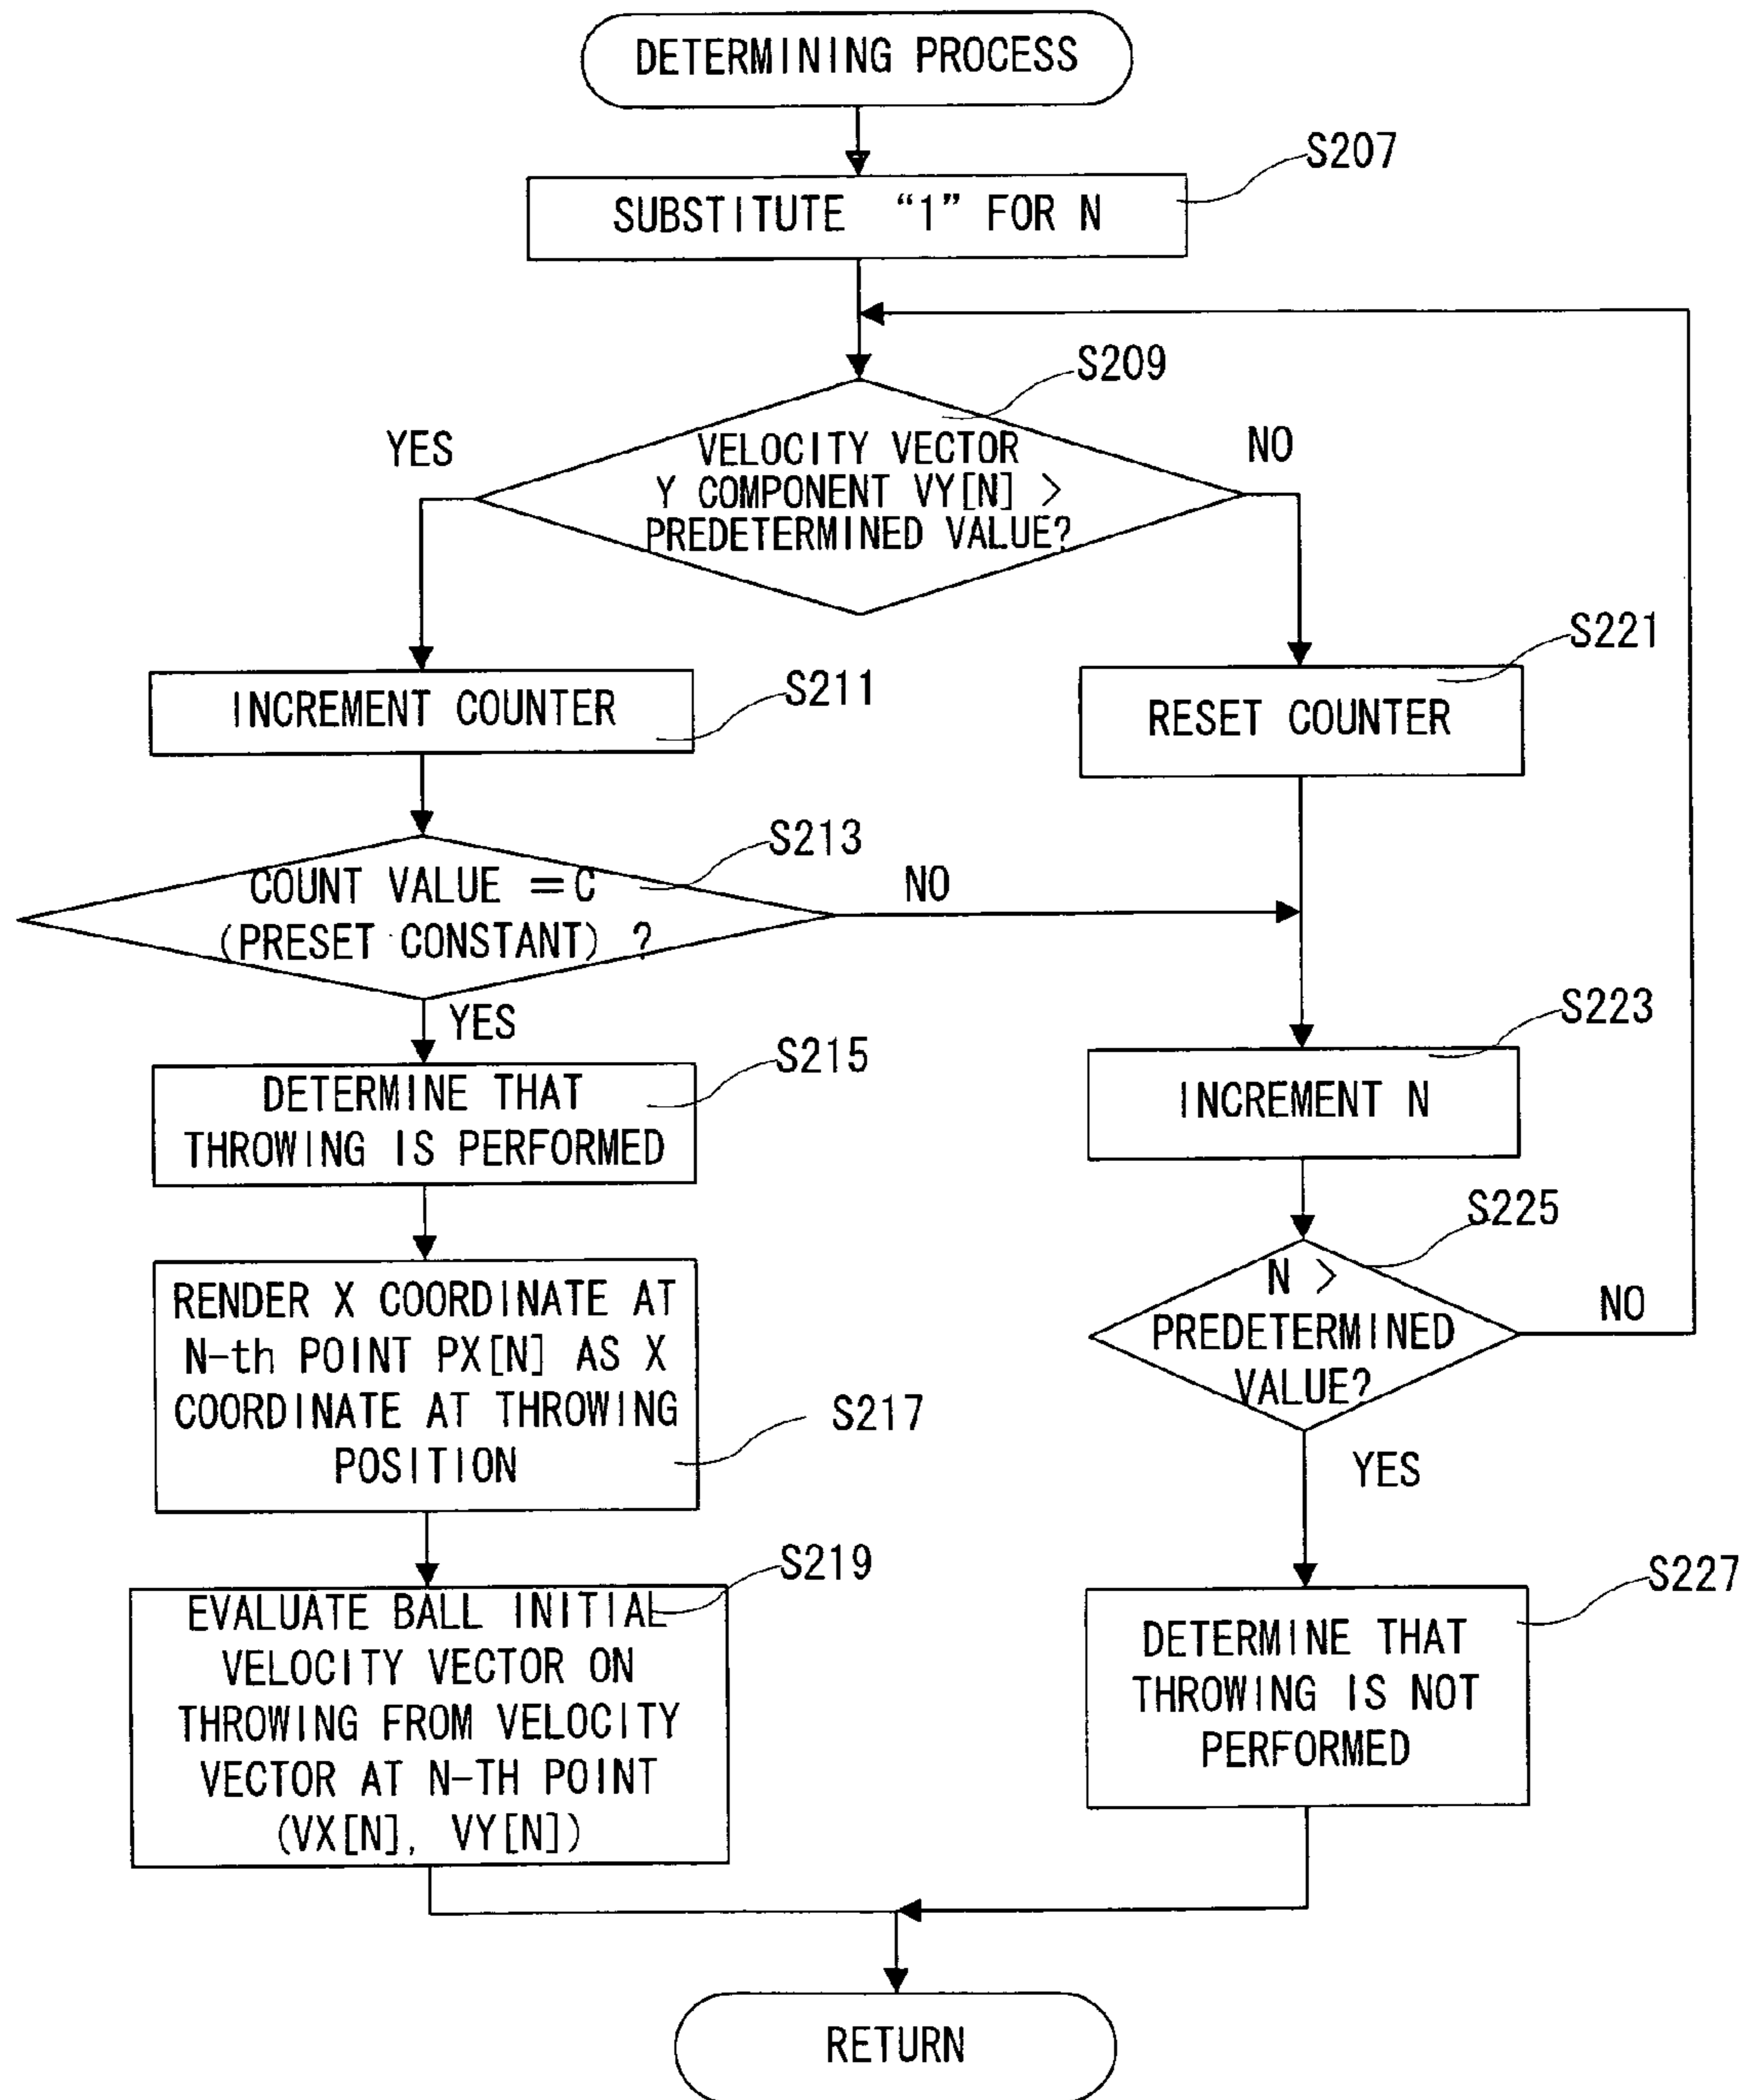 DETERMINING PROCESS
S207
SUBSTITUTE “1” FOR N
S209
YES
NO
VELOCITY VECTOR
Y COMPONENT VY[N] >
PREDETERMINED VALUE?
S211
INCREMENT COUNTER
S221
RESET COUNTER
S213
COUNT VALUE =C
(PRESET CONSTANT) ?
NO
YES
S215
DETERMINE THAT
THROWING IS PERFORMED
S223
INCREMENT N
S225
N >
PREDETERMINED
VALUE?
NO
YES
S217
RENDER X COORDINATE AT
N-th POINT PX[N] AS X
COORDINATE AT THROWING
POSITION
S219
EVALUATE BALL INITIAL
VELOCITY VECTOR ON
THROWING FROM VELOCITY
VECTOR AT N-TH POINT
(VX[N], VY[N])
S227
DETERMINE THAT
THROWING IS NOT
PERFORMED
RETURN